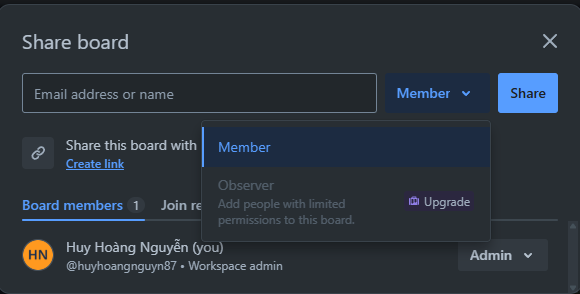 Share board
Email address or name
Member
Share
Share this board with
Create link
Member
Observer
Add people with limited
permissions to this board.
Upgrade
Board members 1
Join re
HN
Huy Hoàng Nguyễn (you)
@huyhoangnguyn87 • Workspace admin
Admin